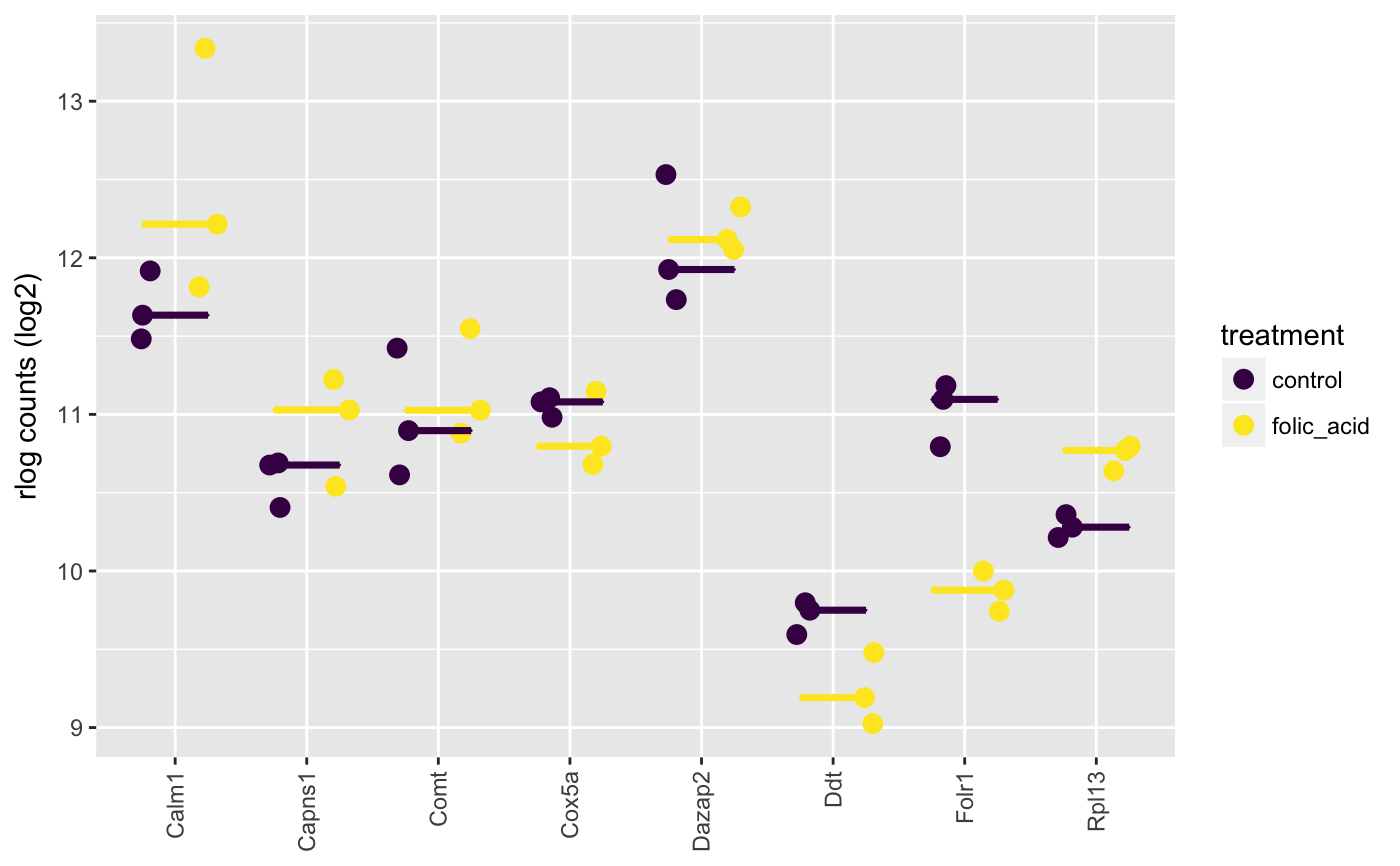 rlog counts (log2)
13
12
11
10
9
Calm1
Capns1
Comt
Cox5a
Dazap2
Ddt
Folr1
Rpl13
treatment
control
folic_acid